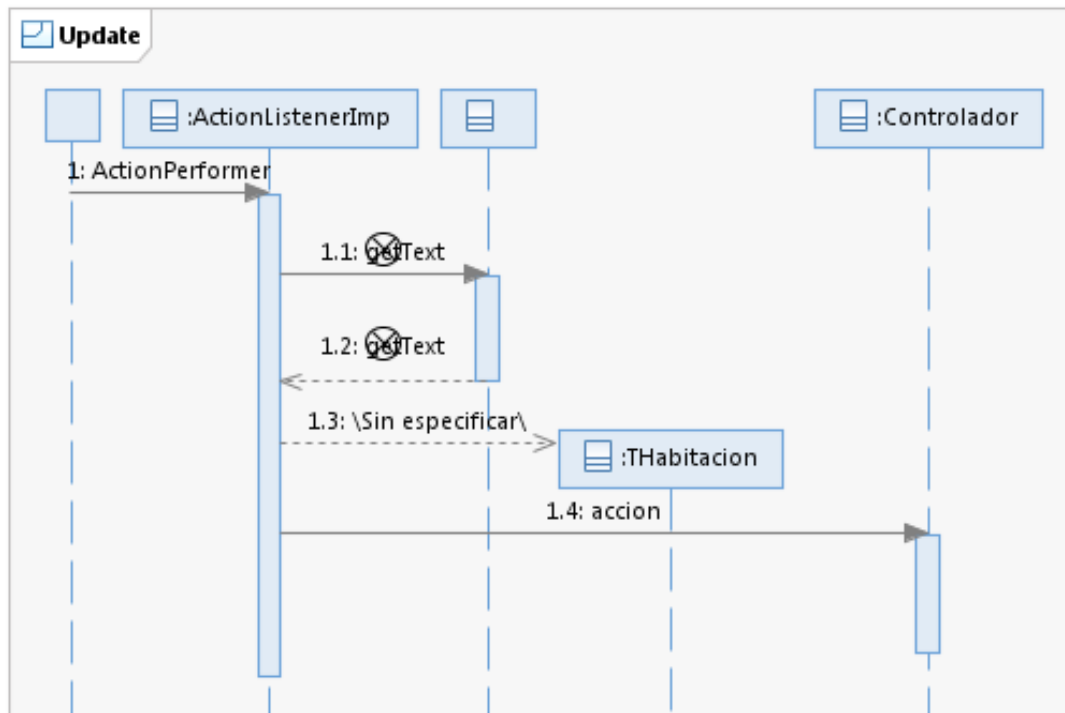 Update
:ActionListenerImp
:Controlador
1: ActionPerformer
1.1: getText
1.2: getText
1.3: \Sin especificar\
:THabitacion
1.4: accion